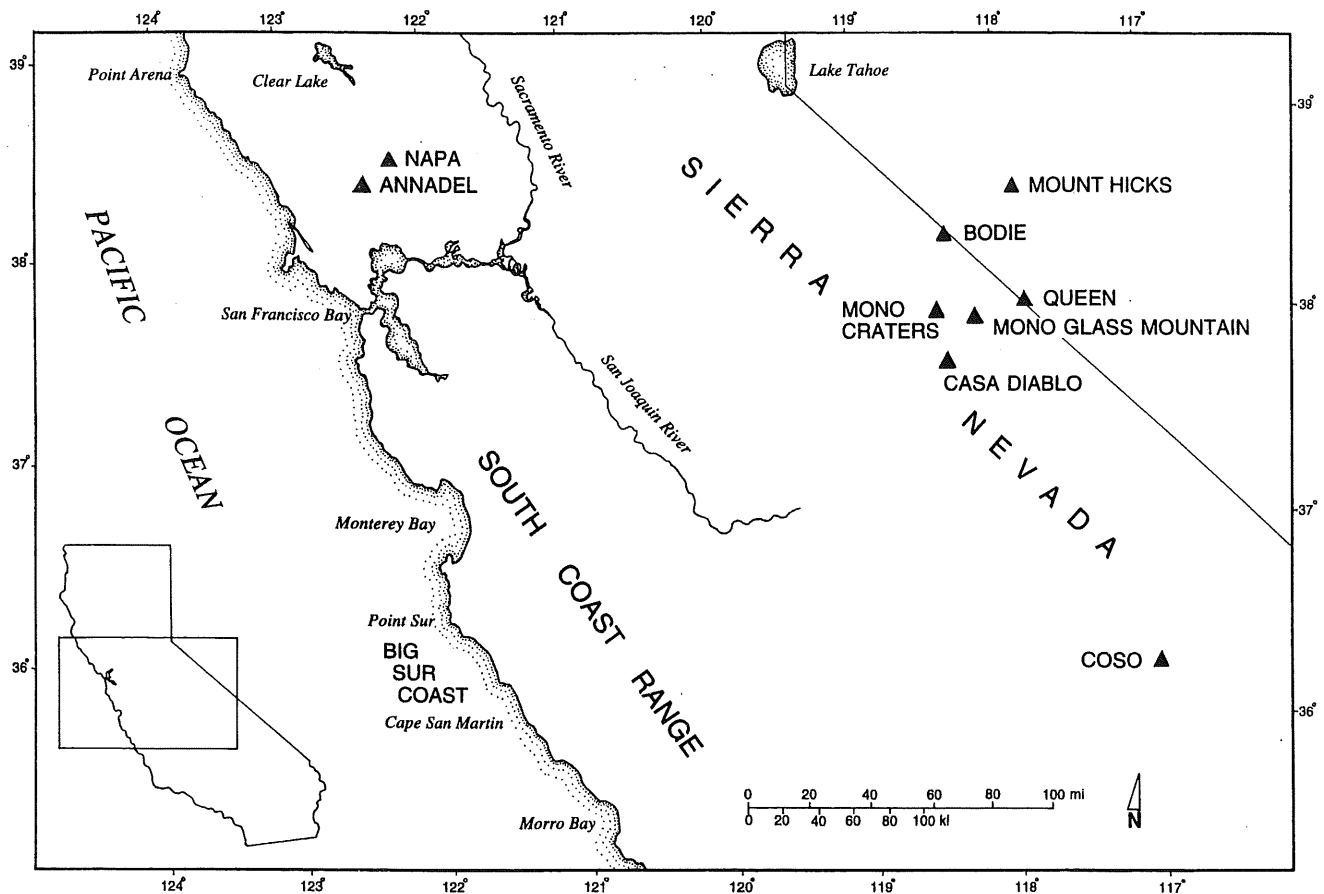 124° 123° 122° 121° 120° 119° 118° 117°
39°
Point Arena
Clear Lake
Sacramento River
Lake Tahoe
39°
NAPA
ANNADEL
SIERRA
MOUNT HICKS
BODIE
PACIFIC
38°
QUEEN
38°
MONO
CRATERS
MONO GLASS MOUNTAIN
San Francisco Bay
CASA DIABLO
San Joaquin River
OCEAN
NEVADA
37°
SOUTH
37°
Monterey Bay
COAST
Point Sur
BIG
SUR
COAST
36°
COSO
RANGE
Cape San Martin
36°
0 20 40 60 80 100 mi
0 20 40 60 80 100 kl
N
Morro Bay
124° 123° 122° 121° 120° 119° 118° 117°